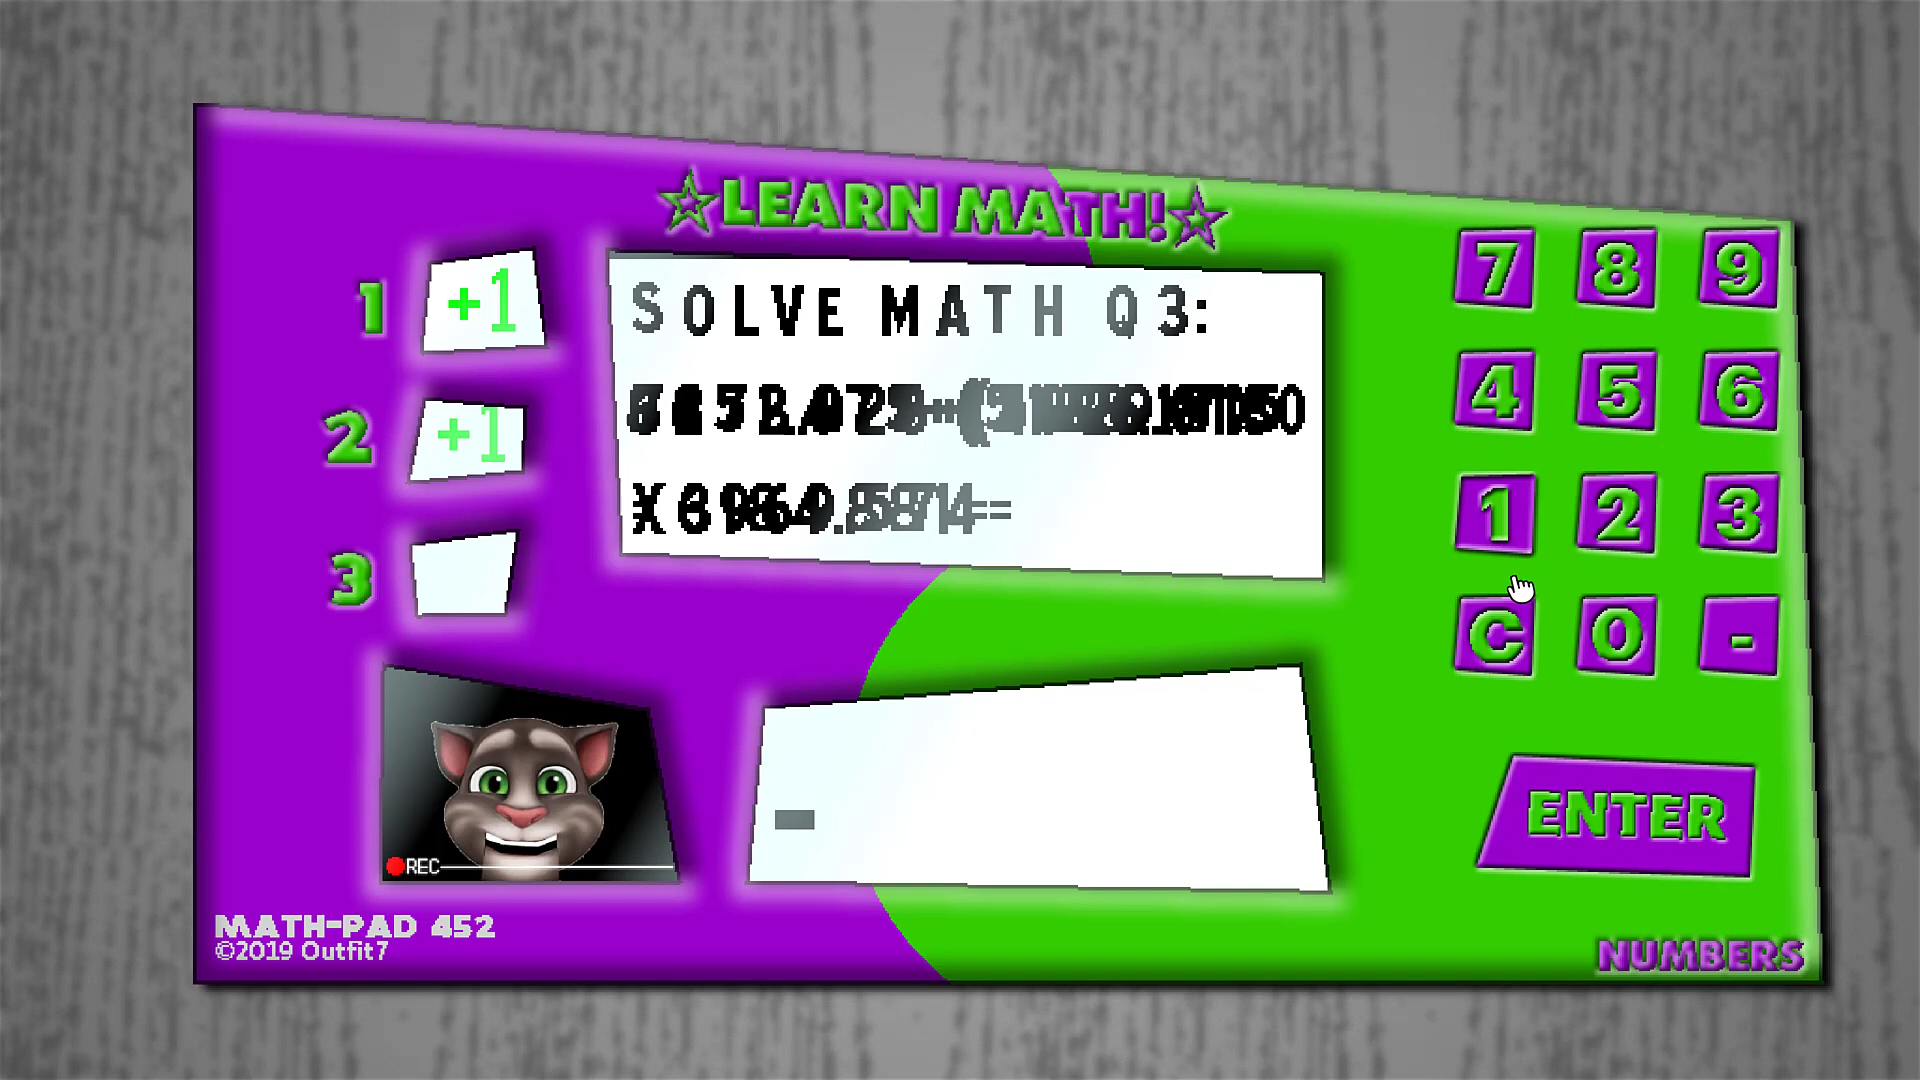 ☆LEARN MATH!☆
1 +1
2 +1
3
SOLVE MATH Q3:
7 8 9
4 5 6
1 2 3
C 0 -
ENTER
REC
MATH-PAD 452
©2019 Outfit7
NUMBERS